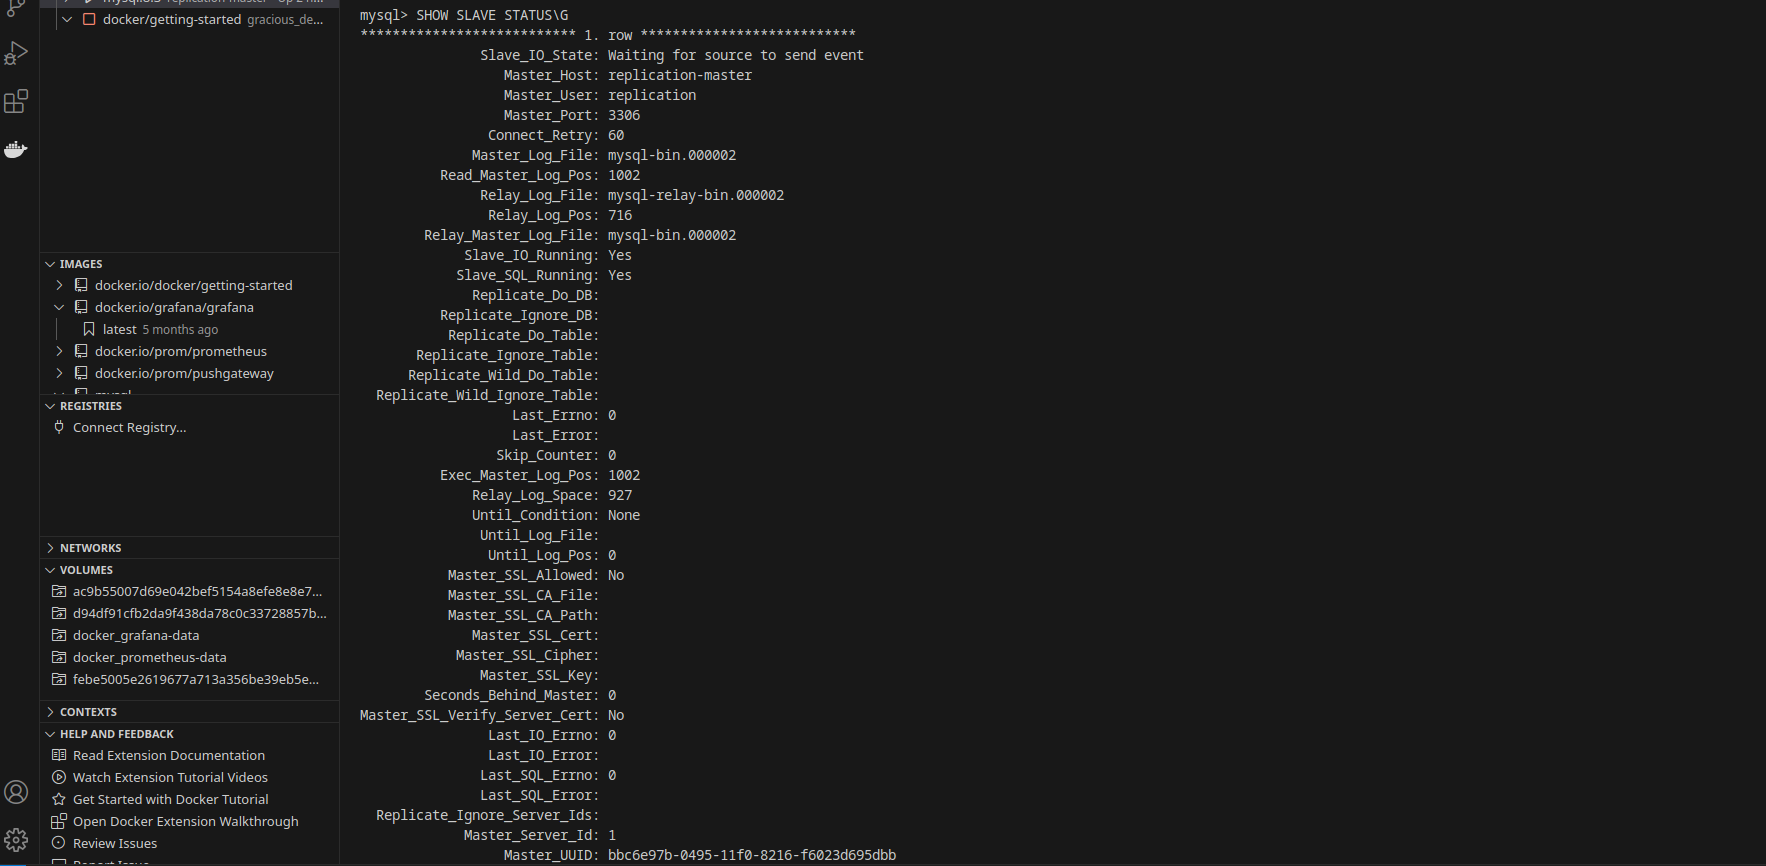 docker/getting-started gracious_de...
IMAGES
docker.io/docker/getting-started
docker.io/grafana/grafana
latest 5 months ago
docker.io/prom/prometheus
docker.io/prom/pushgateway
REGISTRIES
Connect Registry...
NETWORKS
VOLUMES
ac9b55007d69e042bef5154a8efe8e8e7...
d94df91cfb2da9f438da78c0c33728857b...
docker_grafana-data
docker_prometheus-data
febe5005e2619677a713a356be39eb5e...
CONTEXTS
HELP AND FEEDBACK
Read Extension Documentation
Watch Extension Tutorial Videos
Get Started with Docker Tutorial
Open Docker Extension Walkthrough
Review Issues
mysql> SHOW SLAVE STATUS\G
*************************** 1. row ***************************
Slave_IO_State: Waiting for source to send event
Master_Host: replication-master
Master_User: replication
Master_Port: 3306
Connect_Retry: 60
Master_Log_File: mysql-bin.000002
Read_Master_Log_Pos: 1002
Relay_Log_File: mysql-relay-bin.000002
Relay_Log_Pos: 716
Relay_Master_Log_File: mysql-bin.000002
Slave_IO_Running: Yes
Slave_SQL_Running: Yes
Replicate_Do_DB:
Replicate_Ignore_DB:
Replicate_Do_Table:
Replicate_Ignore_Table:
Replicate_Wild_Do_Table:
Replicate_Wild_Ignore_Table:
Last_Errno: 0
Last_Error:
Skip_Counter: 0
Exec_Master_Log_Pos: 1002
Relay_Log_Space: 927
Until_Condition: None
Until_Log_File:
Until_Log_Pos: 0
Master_SSL_Allowed: No
Master_SSL_CA_File:
Master_SSL_CA_Path:
Master_SSL_Cert:
Master_SSL_Cipher:
Master_SSL_Key:
Seconds_Behind_Master: 0
Master_SSL_Verify_Server_Cert: No
Last_IO_Errno: 0
Last_IO_Error:
Last_SQL_Errno: 0
Last_SQL_Error:
Replicate_Ignore_Server_Ids:
Master_Server_Id: 1
Master_UUID: bbc6e97b-0495-11f0-8216-f6023d695dbb